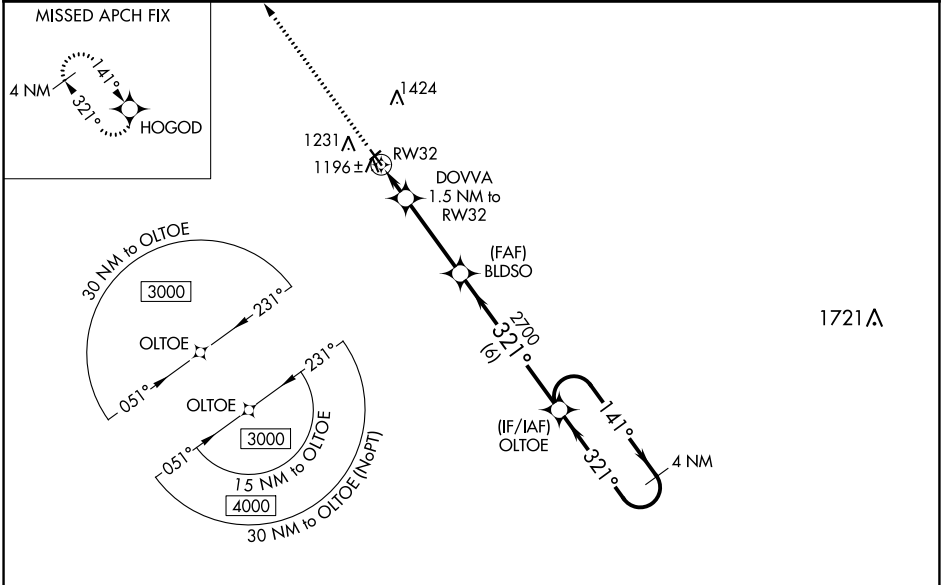 MISSED APCH FIX
4 NM
141°
321°
HOGOD
1424
1231
1196 ±
RW32
DOVVA
1.5 NM to
RW32
(FAF)
BLDSO
30 NM to OLTOE
3000
OLTOE
231°
051°
1721
2700
321°
(6)
OLTOE
231°
051°
3000
15 NM to OLTOE
4000
30 NM to OLTOE (NoPT)
(IF/IAF)
OLTOE
141°
321°
4 NM